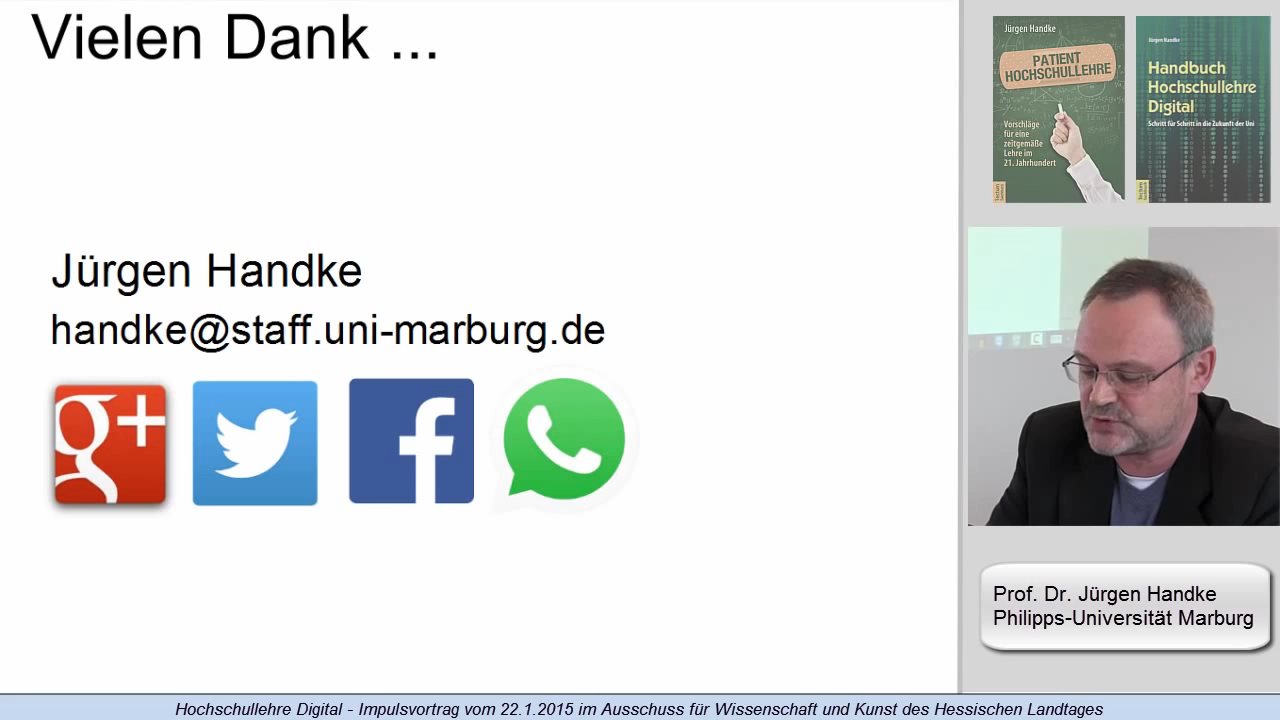 Vielen Dank ...
Jürgen Handke
handke@staff.uni-marburg.de
g+
f
Jürgen Handke
PATIENT
HOCHSCHULLEHRE
Vorschläge
für eine
zeitgemäße
Lehre im
21. Jahrhundert
Jürgen Handke
Handbuch
Hochschullehre
Digital
Schritt für Schritt in die Zukunft der Uni
Prof. Dr. Jürgen Handke
Philipps-Universität Marburg
Hochschullehre Digital - Impulsvortrag vom 22.1.2015 im Ausschuss für Wissenschaft und Kunst des Hessischen Landtages